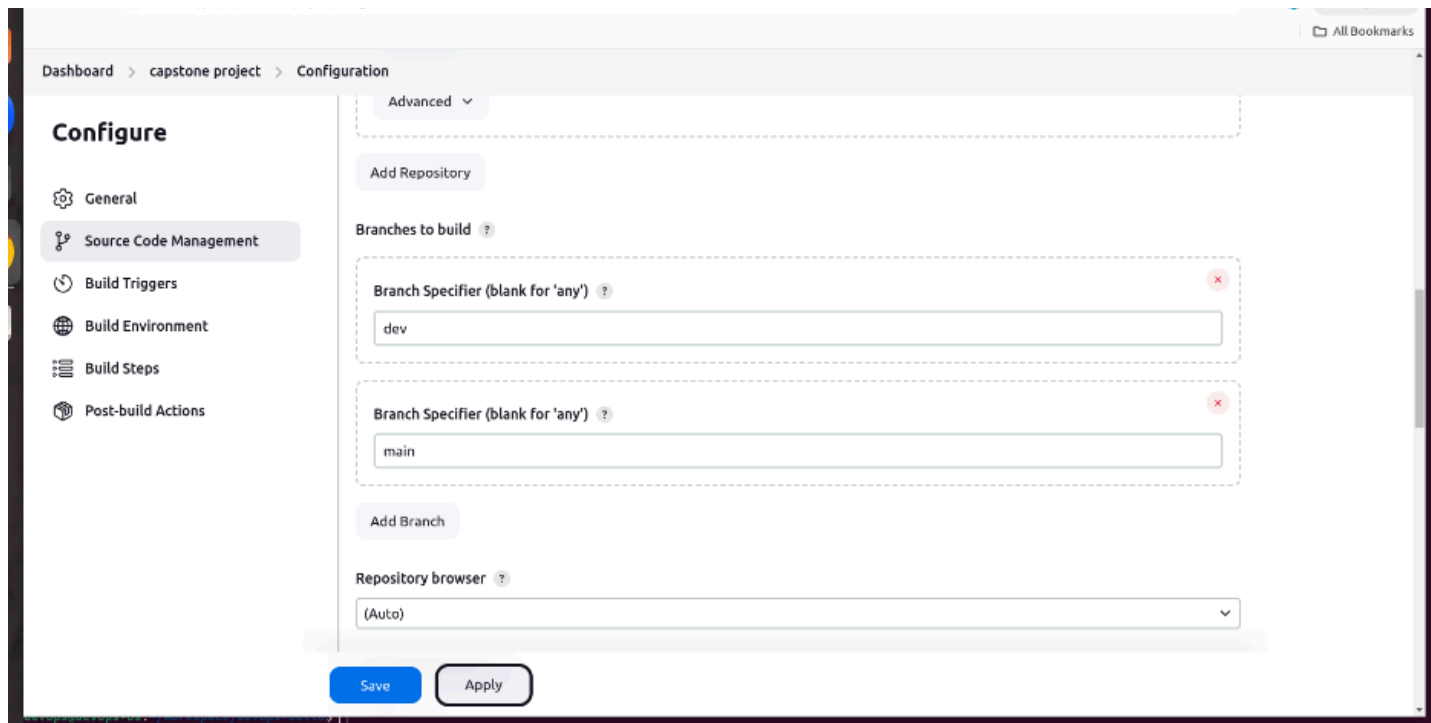 All Bookmarks
Dashboard > capstone project > Configuration
Configure
General
Source Code Management
Build Triggers
Build Environment
Build Steps
Post-build Actions
Advanced
Add Repository
Branches to build ?
Branch Specifier (blank for 'any') ?
dev
Branch Specifier (blank for 'any') ?
main
Add Branch
Repository browser ?
(Auto)
Save
Apply